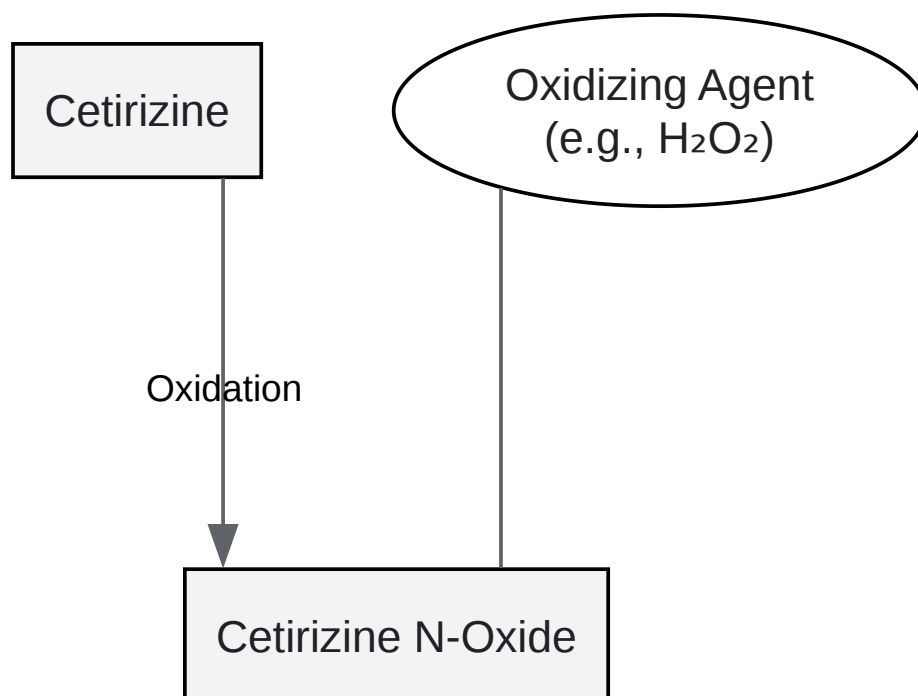 Cetirizine
Oxidizing Agent
(e.g., H₂O₂)
Oxidation
Cetirizine N-Oxide